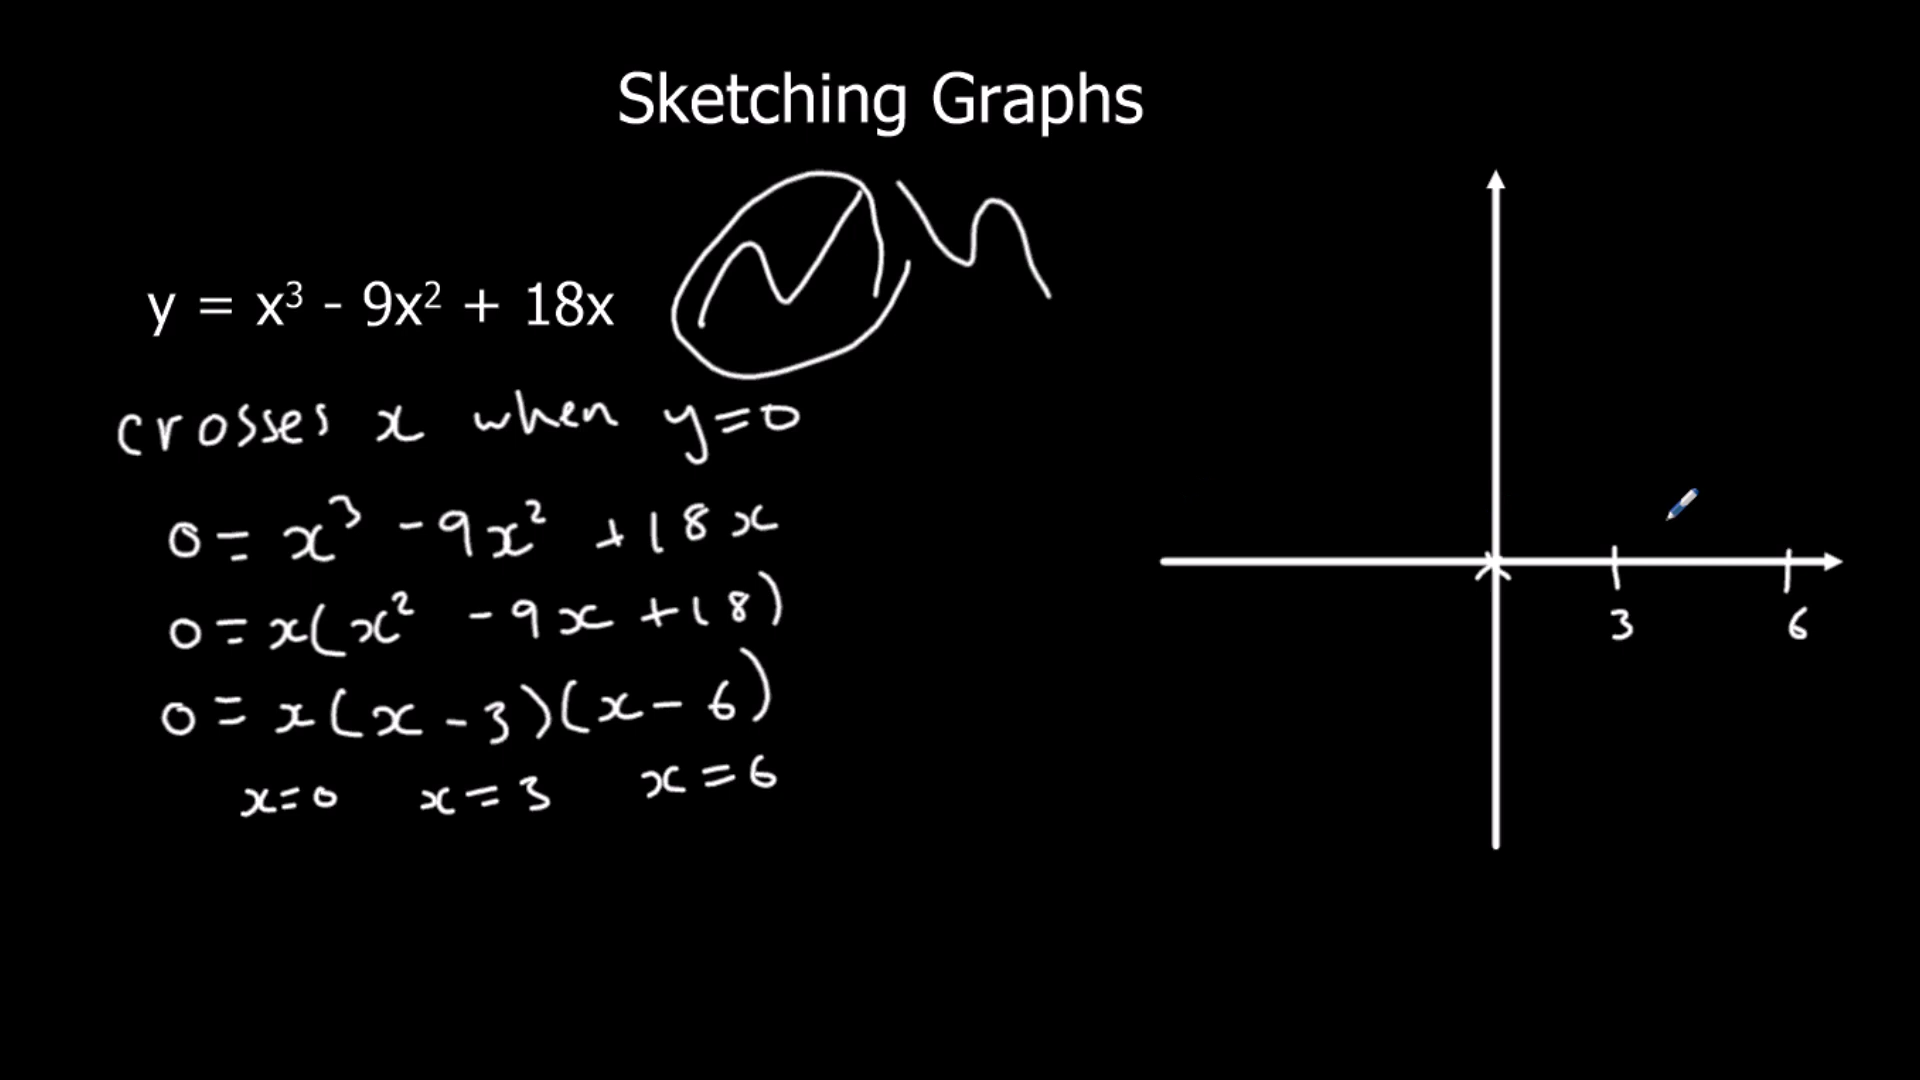 Sketching Graphs
y = x³ - 9x² + 18x
crosses x when y=0
0 = x³ - 9x² + 18x
0 = x(x² - 9x + 18)
0 = x(x - 3)(x - 6)
x=0 x=3 x=6
3 6